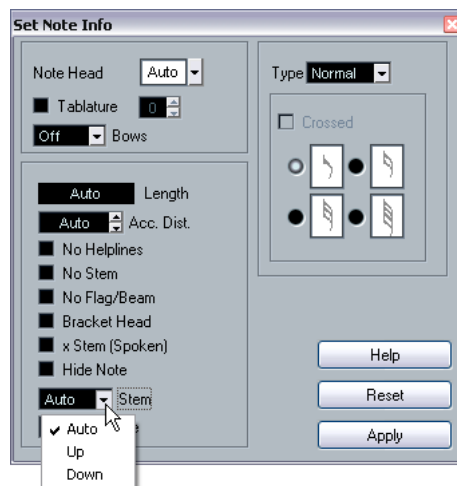 Set Note Info
Note Head Auto
Tablature 0
Off Bows
Auto Length
Auto Acc. Dist.
No Helplines
No Stem
No Flag/Beam
Bracket Head
x Stem (Spoken)
Hide Note
Auto Stem
Auto
Up
Down
Type Normal
Crossed
Help
Reset
Apply